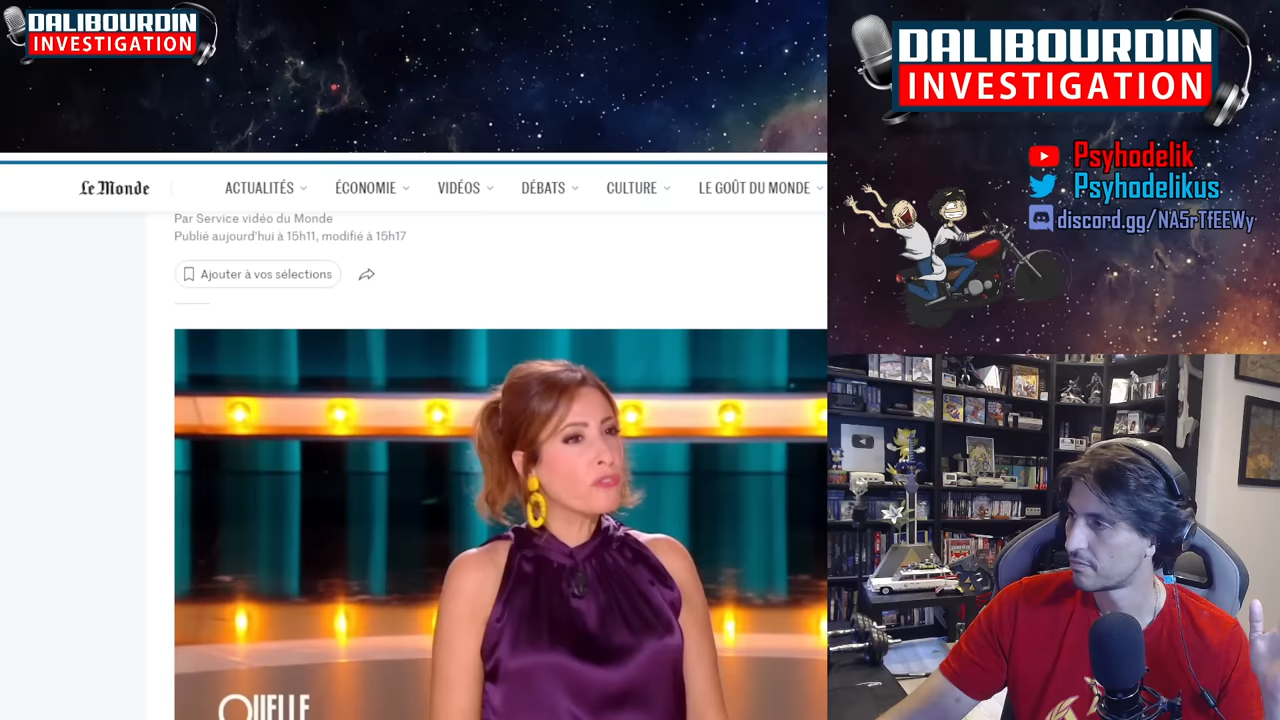 DALIBOURDIN
INVESTIGATION
Le Monde
ACTUALITÉS
ÉCONOMIE
VIDÉOS
DÉBATS
CULTURE
LE GOÛT DU MONDE
Par Service vidéo du Monde
Publié aujourd'hui à 15h11, modifié à 15h17
Ajouter à vos sélections
QUELLE
DALIBOURDIN
INVESTIGATION
Psyhodelik
Psyhodelikus
discord.gg/NA5rTfEEWy